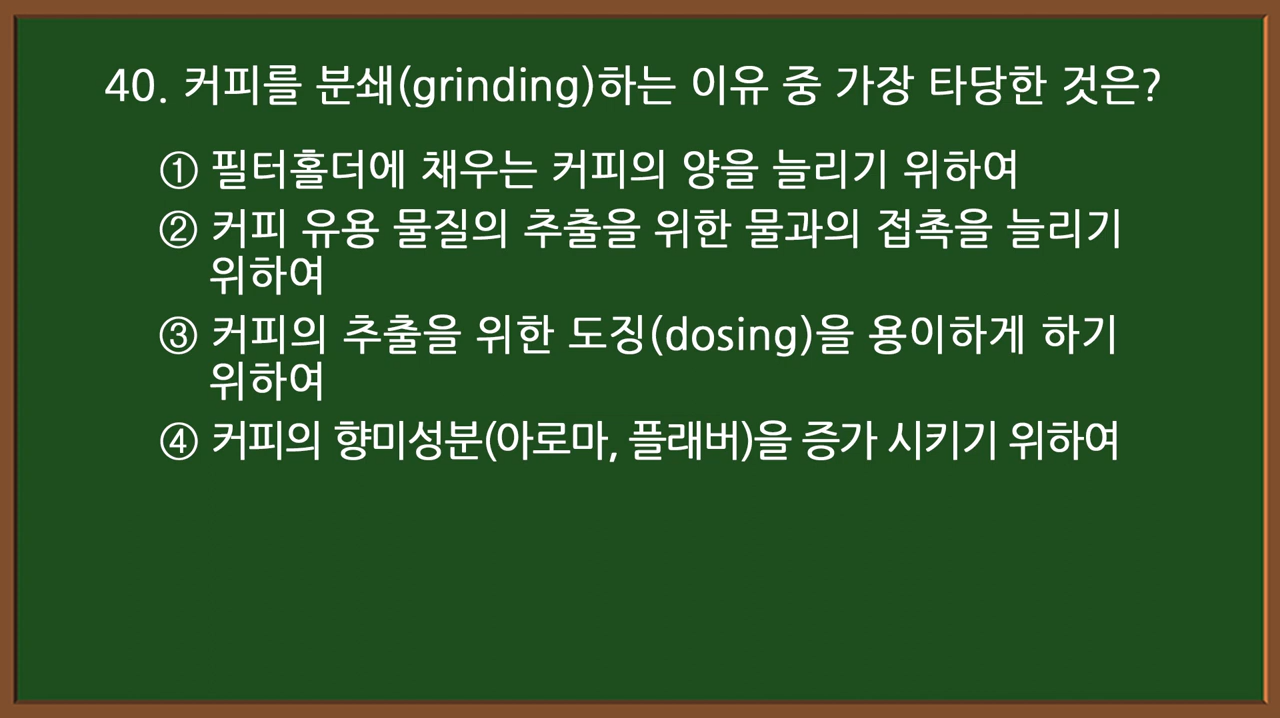 40. 커피를 분쇄(grinding)하는 이유 중 가장 타당한 것은?
① 필터홀더에 채우는 커피의 양을 늘리기 위하여
② 커피 유용 물질의 추출을 위한 물과의 접촉을 늘리기
위하여
③ 커피의 추출을 위한 도징(dosing)을 용이하게 하기
위하여
④ 커피의 향미성분(아로마, 플래버)을 증가 시키기 위하여